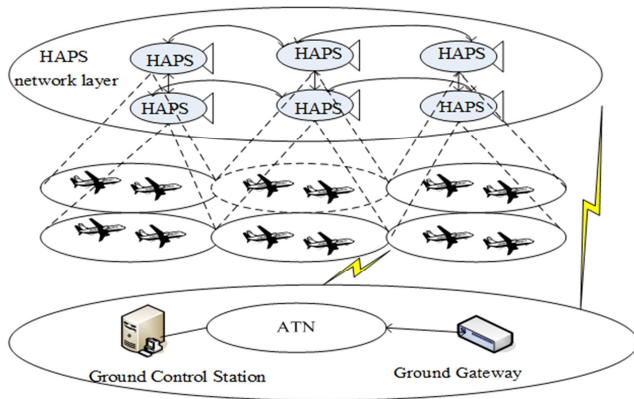 HAPS
network layer
HAPS
HAPS
HAPS
HAPS
HAPS
HAPS
ATN
Ground Control Station
Ground Gateway